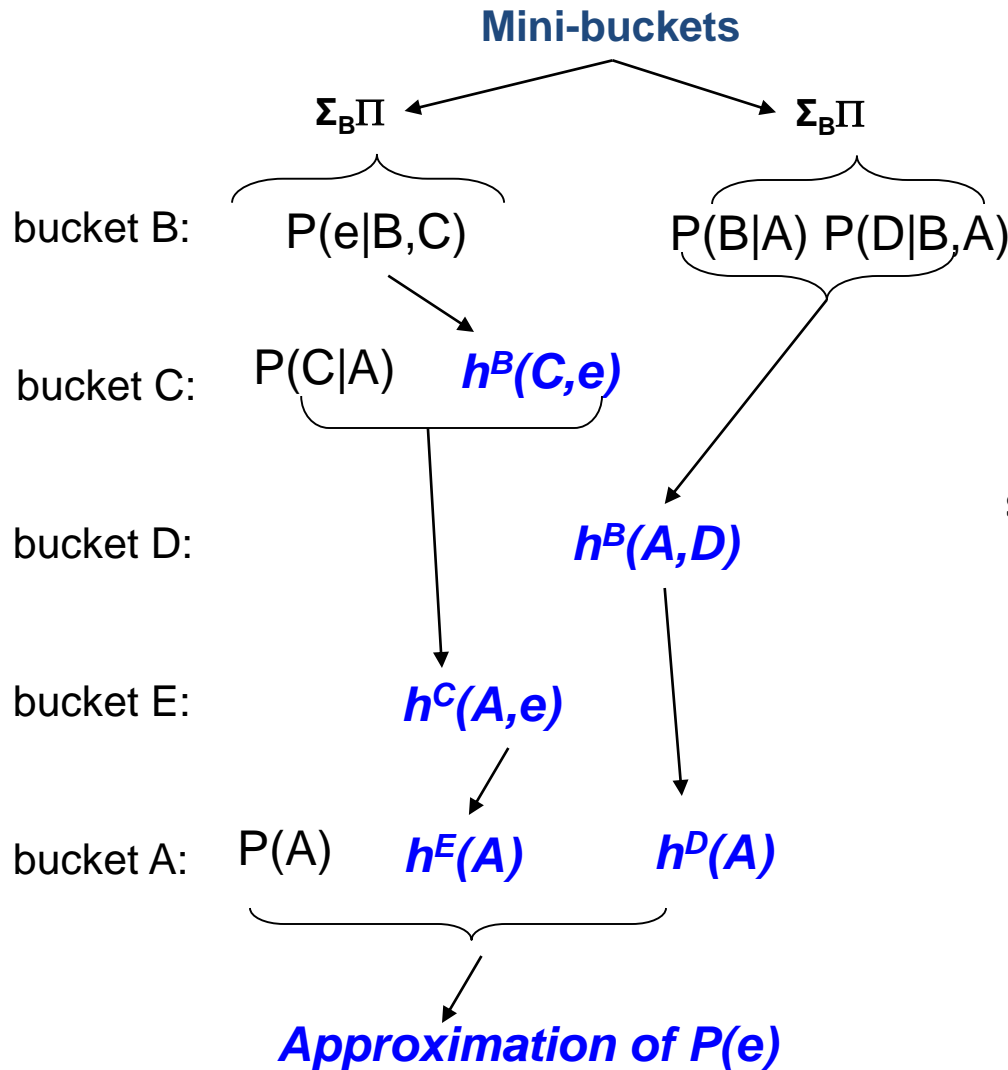 Mini-buckets
Σ_BΠ Σ_BΠ
bucket B: P(e|B,C) P(B|A) P(D|B,A)
bucket C: P(C|A) h^B(C,e)
bucket D: h^B(A,D)
bucket E: h^C(A,e)
bucket A: P(A) h^E(A) h^D(A)
Approximation of P(e)